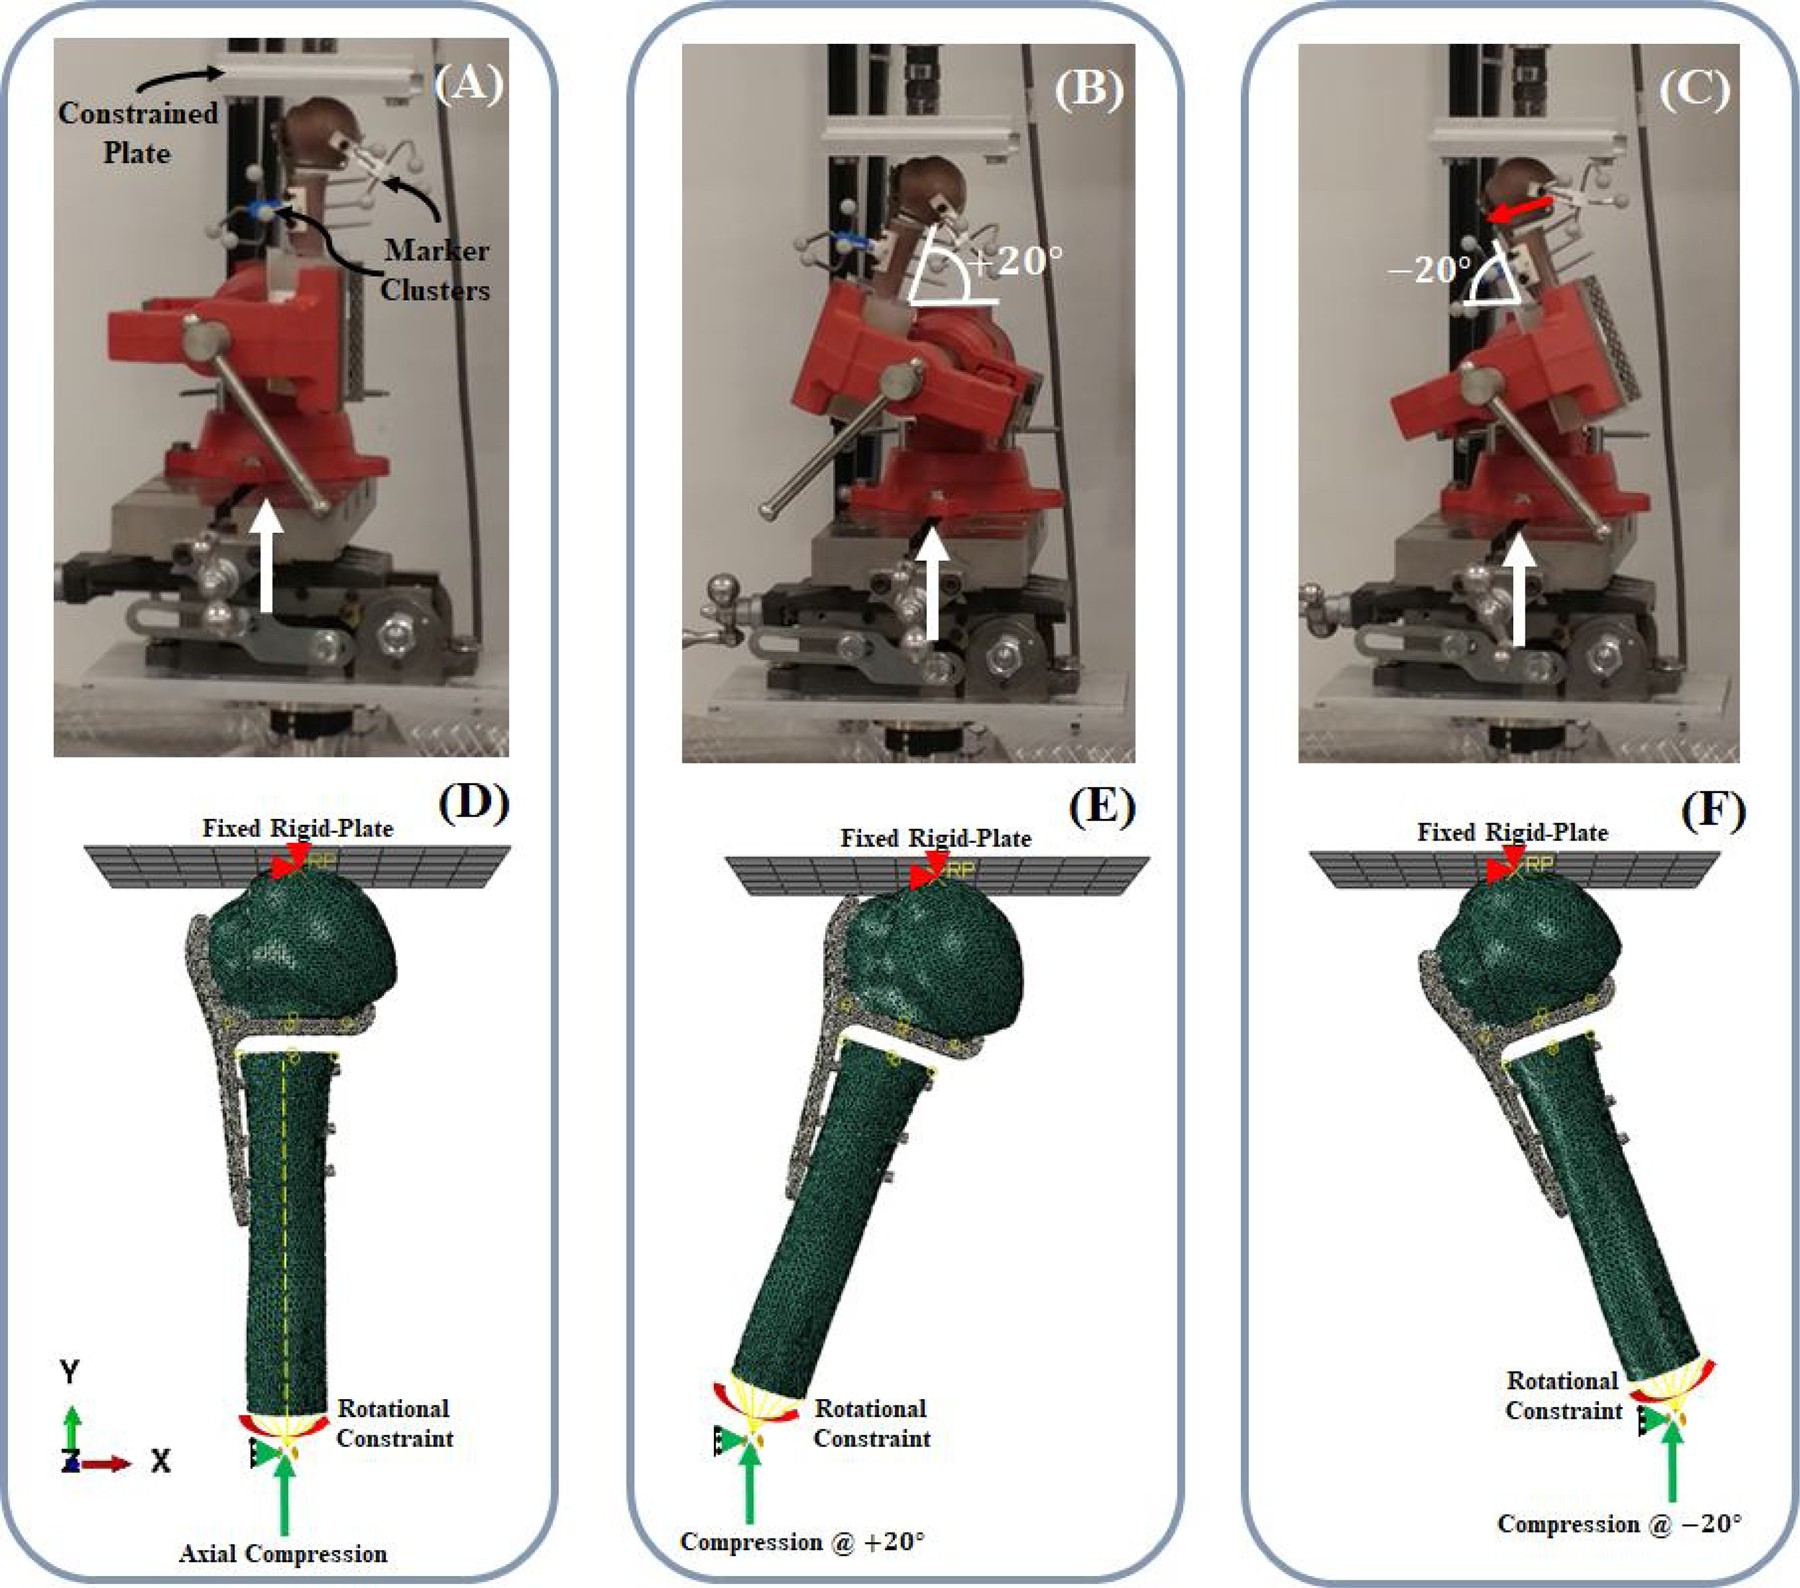 (A)
Constrained
Plate
Marker
Clusters
(B)
+20°
(C)
−20°
(D)
Fixed Rigid-Plate
RP
Y
Z
X
Rotational
Constraint
Axial Compression
(E)
Fixed Rigid-Plate
RP
Rotational
Constraint
Compression @ +20°
(F)
Fixed Rigid-Plate
RP
Rotational
Constraint
Compression @ −20°